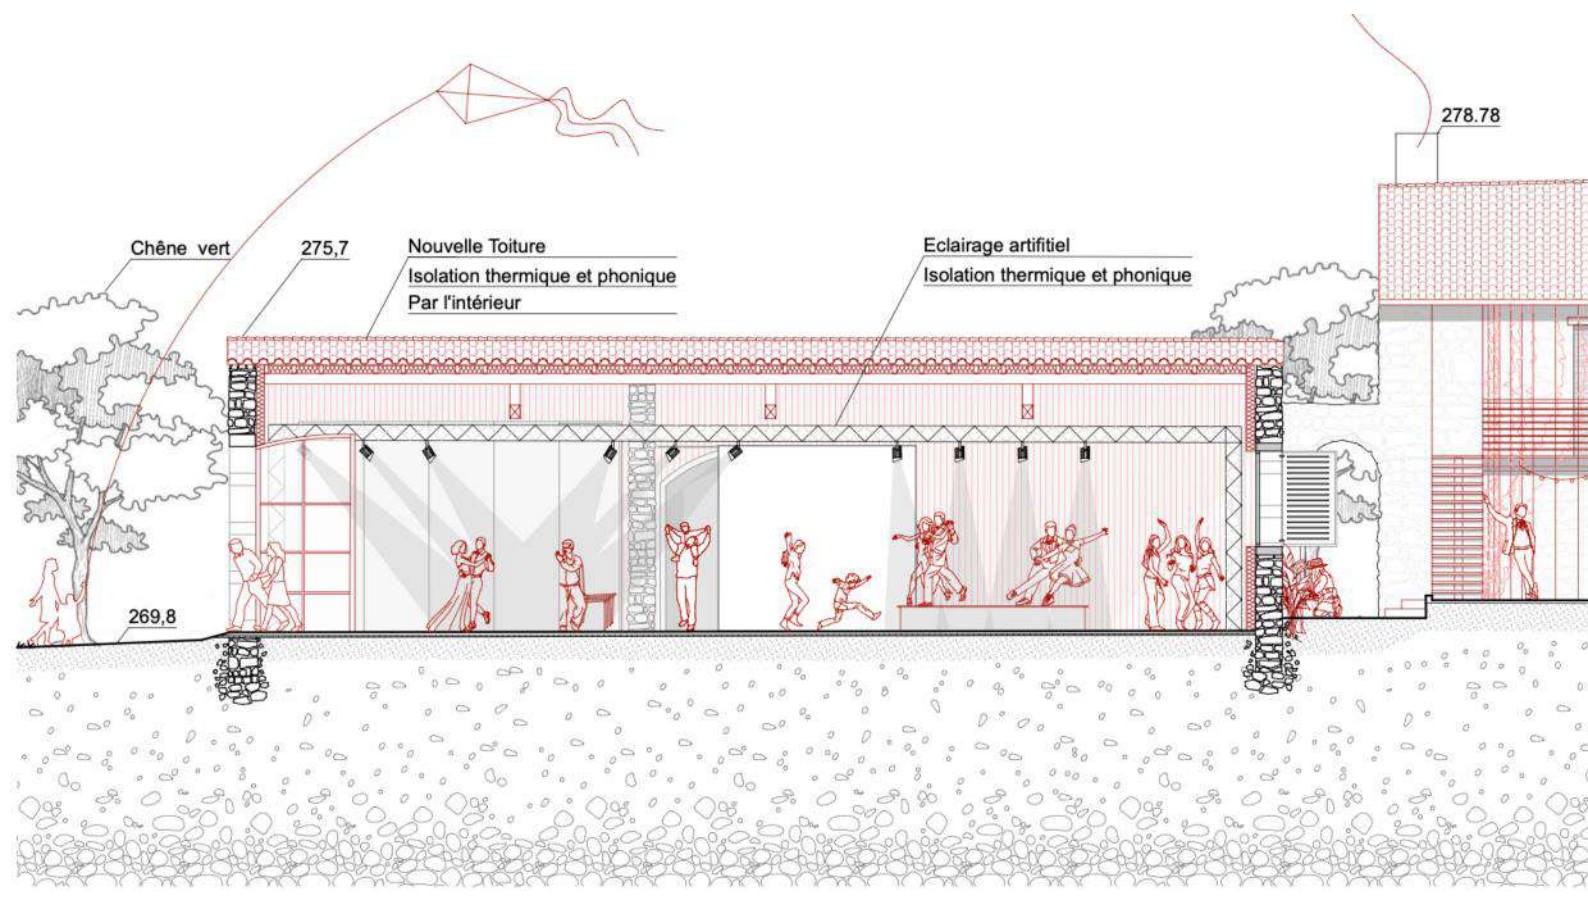 278.78
Chêne vert
275,7
Nouvelle Toiture
Isolation thermique et phonique
Par l'intérieur
Eclairage artifitiel
Isolation thermique et phonique
269,8